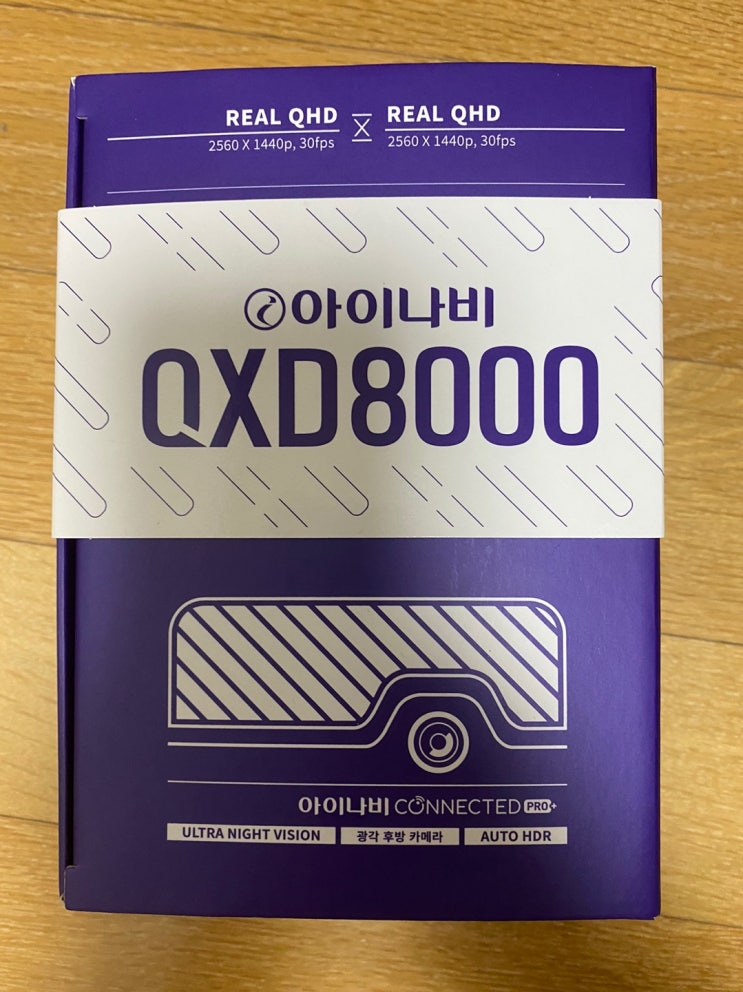 REAL QHD X REAL QHD
2560 X 1440p, 30fps 2560 X 1440p, 30fps
아이나비
QXD8000
아이나비 CONNECTED PRO+
ULTRA NIGHT VISION 광각 후방 카메라 AUTO HDR